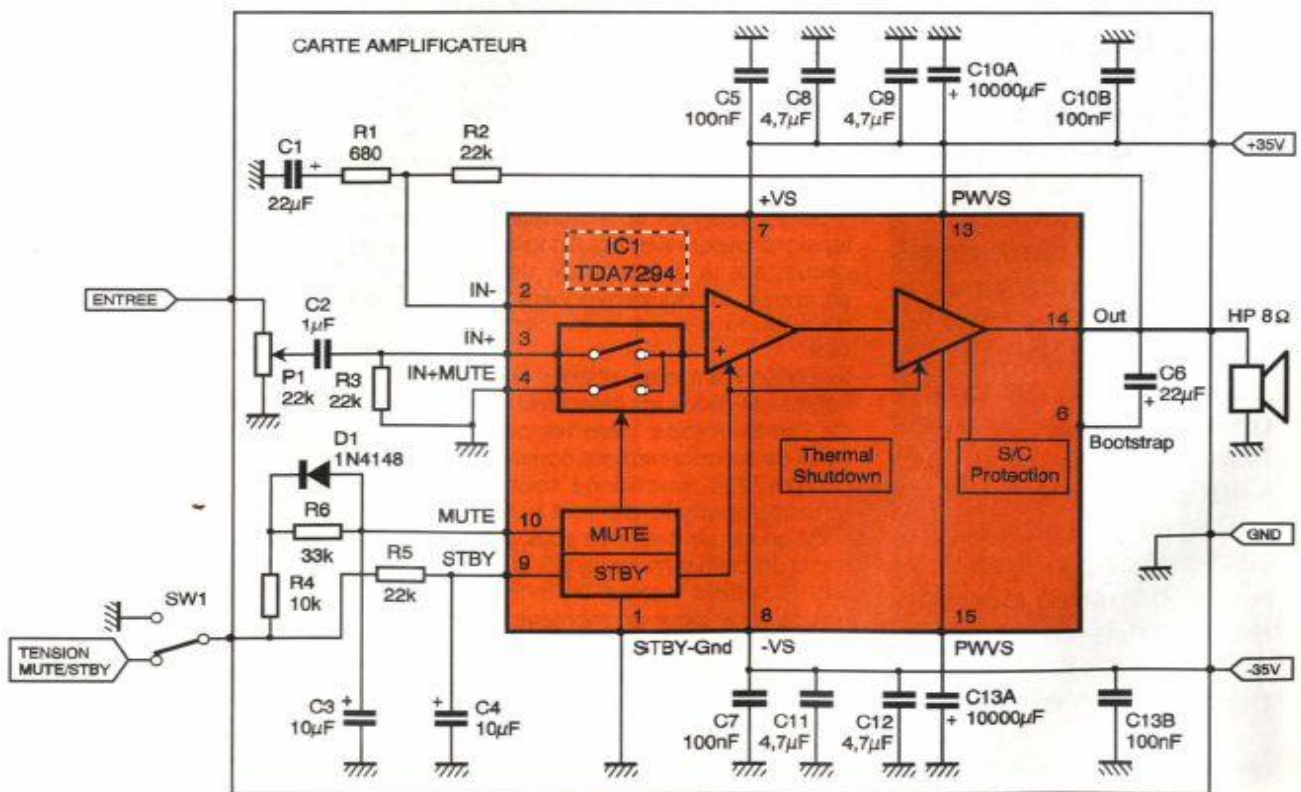 CARTE AMPLIFICATEUR
C5
100nF
C8
4,7µF
C9
4,7µF
C10A
10000µF
+
C10B
100nF
+35V
C1
+
22µF
R1
680
R2
22k
+VS
7
PWVS
13
IC1
TDA7294
ENTREE
IN-
2
-
C2
1µF
IN+
3
+
IN+MUTE
4
P1
22k
R3
22k
14
Out
HP 8Ω
C6
22µF
+
6
Bootstrap
Thermal
Shutdown
S/C
Protection
D1
1N4148
R6
33k
MUTE
10
MUTE
R5
22k
STBY
9
STBY
R4
10k
GND
SW1
TENSION
MUTE/STBY
1
STBY-Gnd
8
-VS
15
PWVS
-35V
C3
10µF
+
C4
10µF
+
C7
100nF
C11
4,7µF
C12
4,7µF
C13A
10000µF
+
C13B
100nF